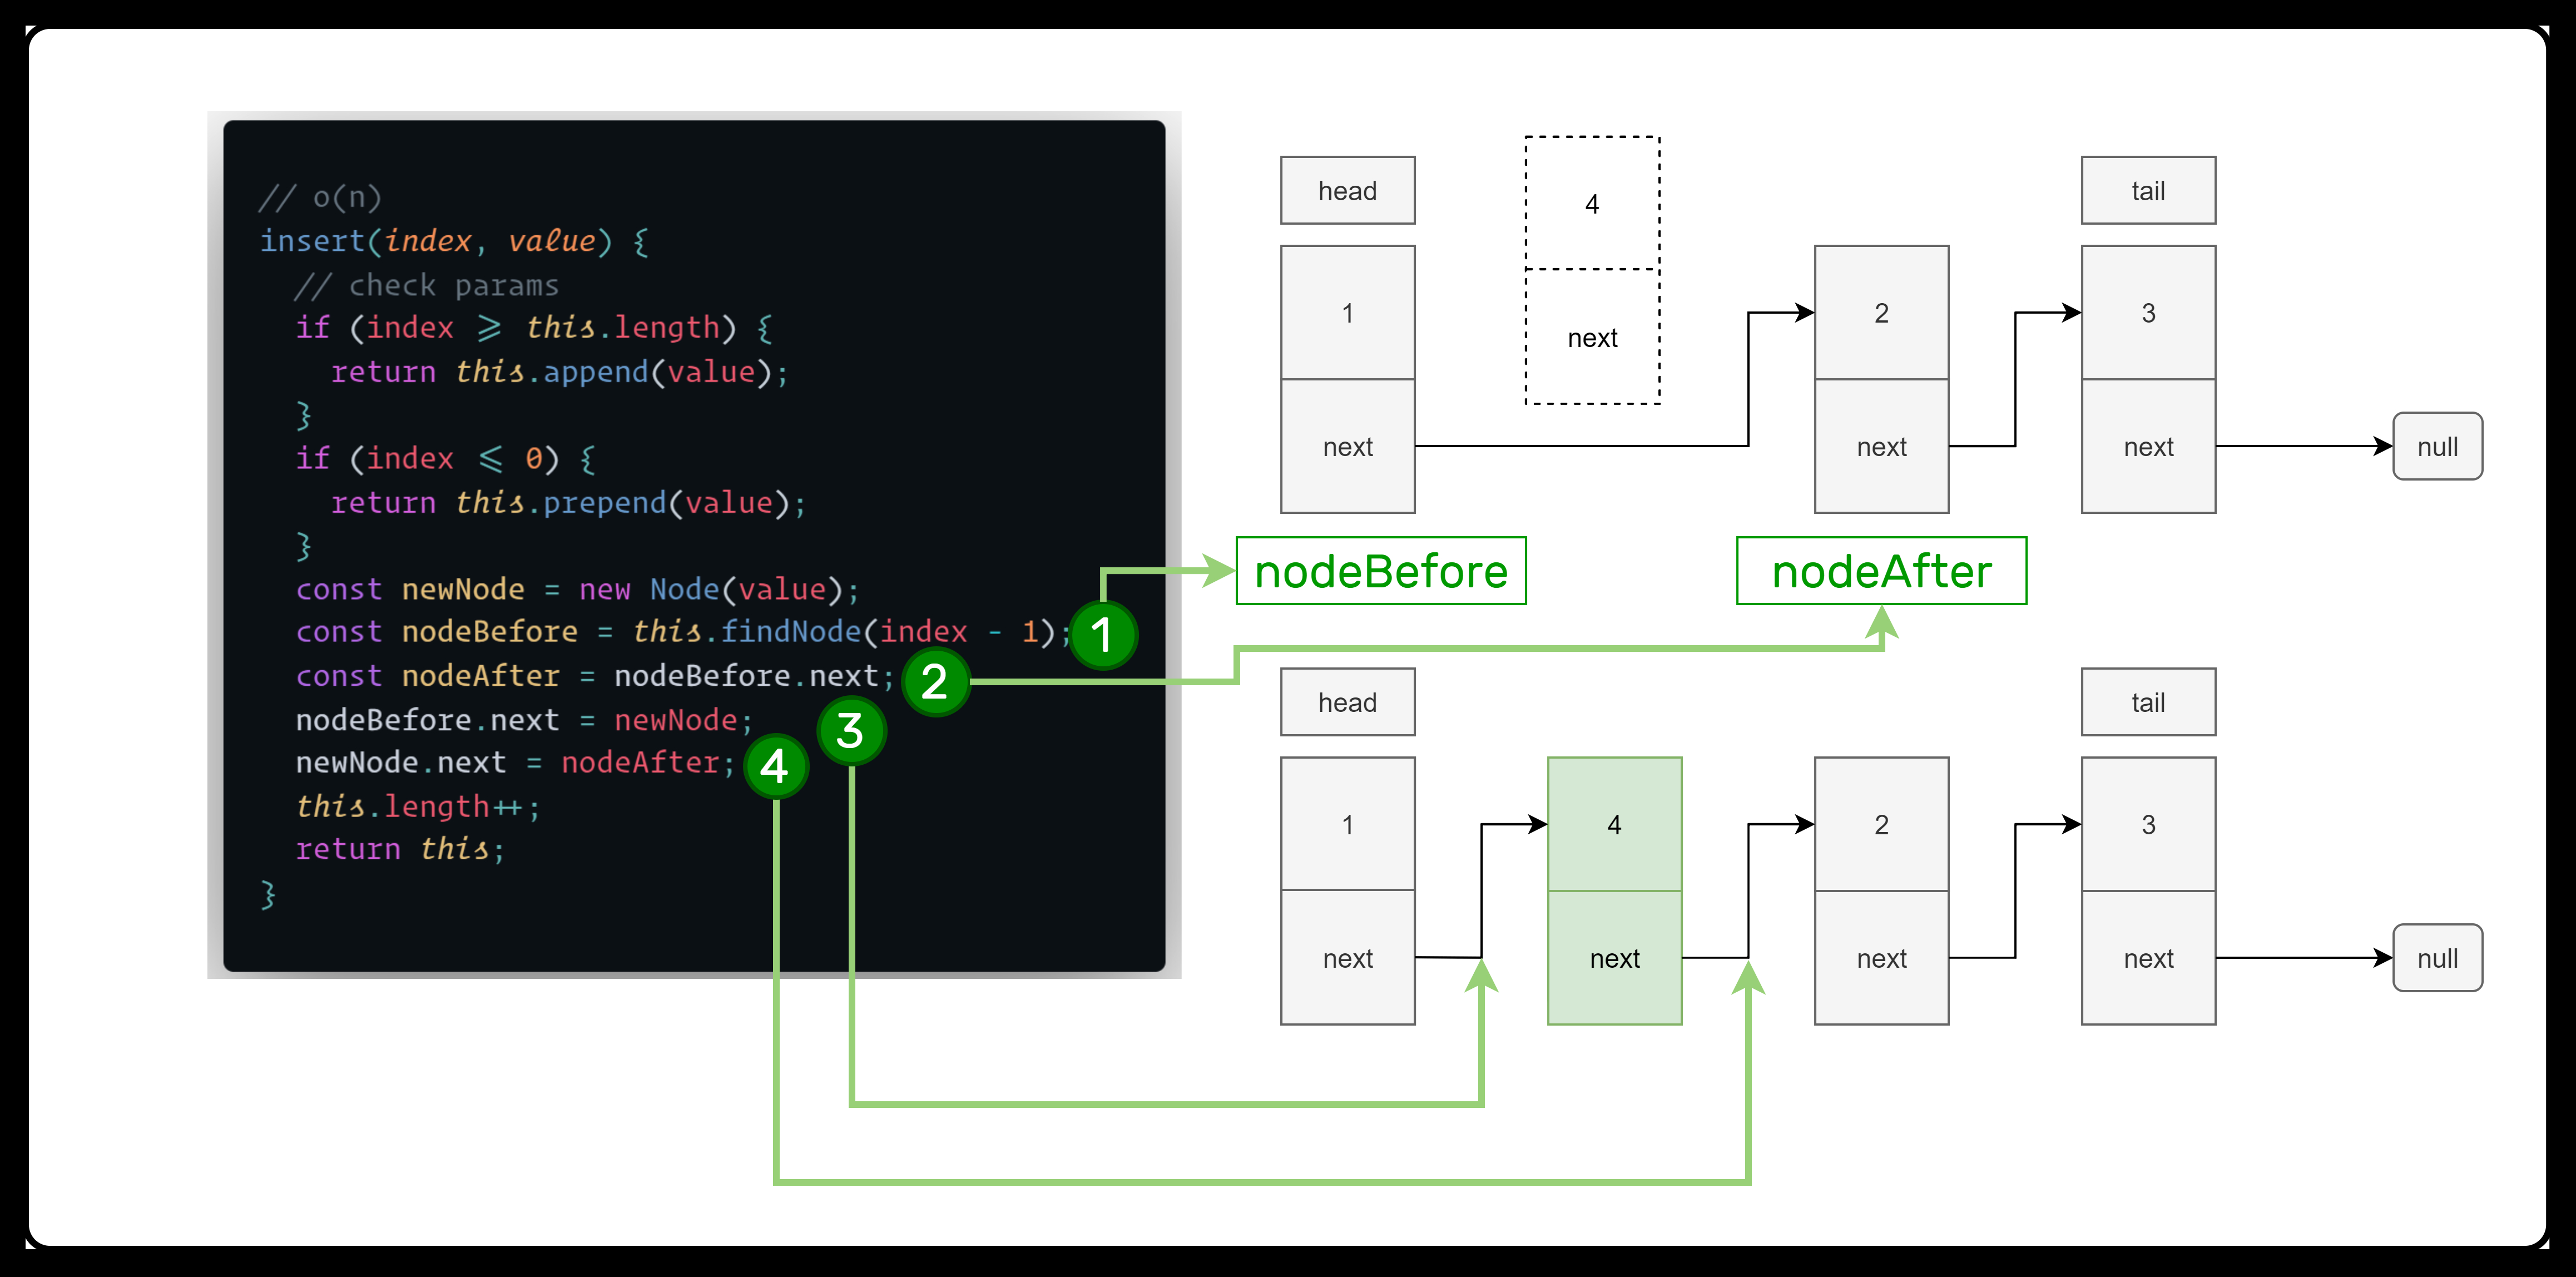 // o(n)
insert(index, value) {
// check params
if (index ⩾ this.length) {
return this.append(value);
}
if (index ⩽ 0) {
return this.prepend(value);
}
const newNode = new Node(value);
const nodeBefore = this.findNode(index - 1);
const nodeAfter = nodeBefore.next;
nodeBefore.next = newNode;
newNode.next = nodeAfter;
this.length++;
return this;
}
1
2
3
4
head
4
tail
1
next
2
3
next
next
next
null
nodeBefore
nodeAfter
head
tail
1
4
2
3
next
next
next
next
null